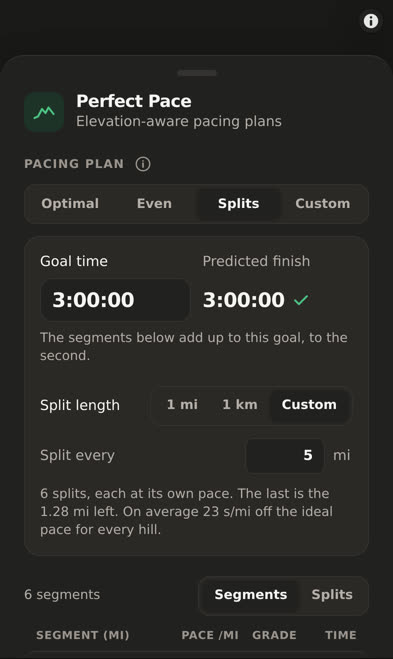 Perfect Pace
Elevation-aware pacing plans
PACING PLAN
Optimal Even Splits Custom
Goal time Predicted finish
3:00:00 3:00:00
The segments below add up to this goal, to the
second.
Split length 1 mi 1 km Custom
Split every 5 mi
6 splits, each at its own pace. The last is the
1.28 mi left. On average 23 s/mi off the ideal
pace for every hill.
6 segments Segments Splits
SEGMENT (MI) PACE /MI GRADE TIME